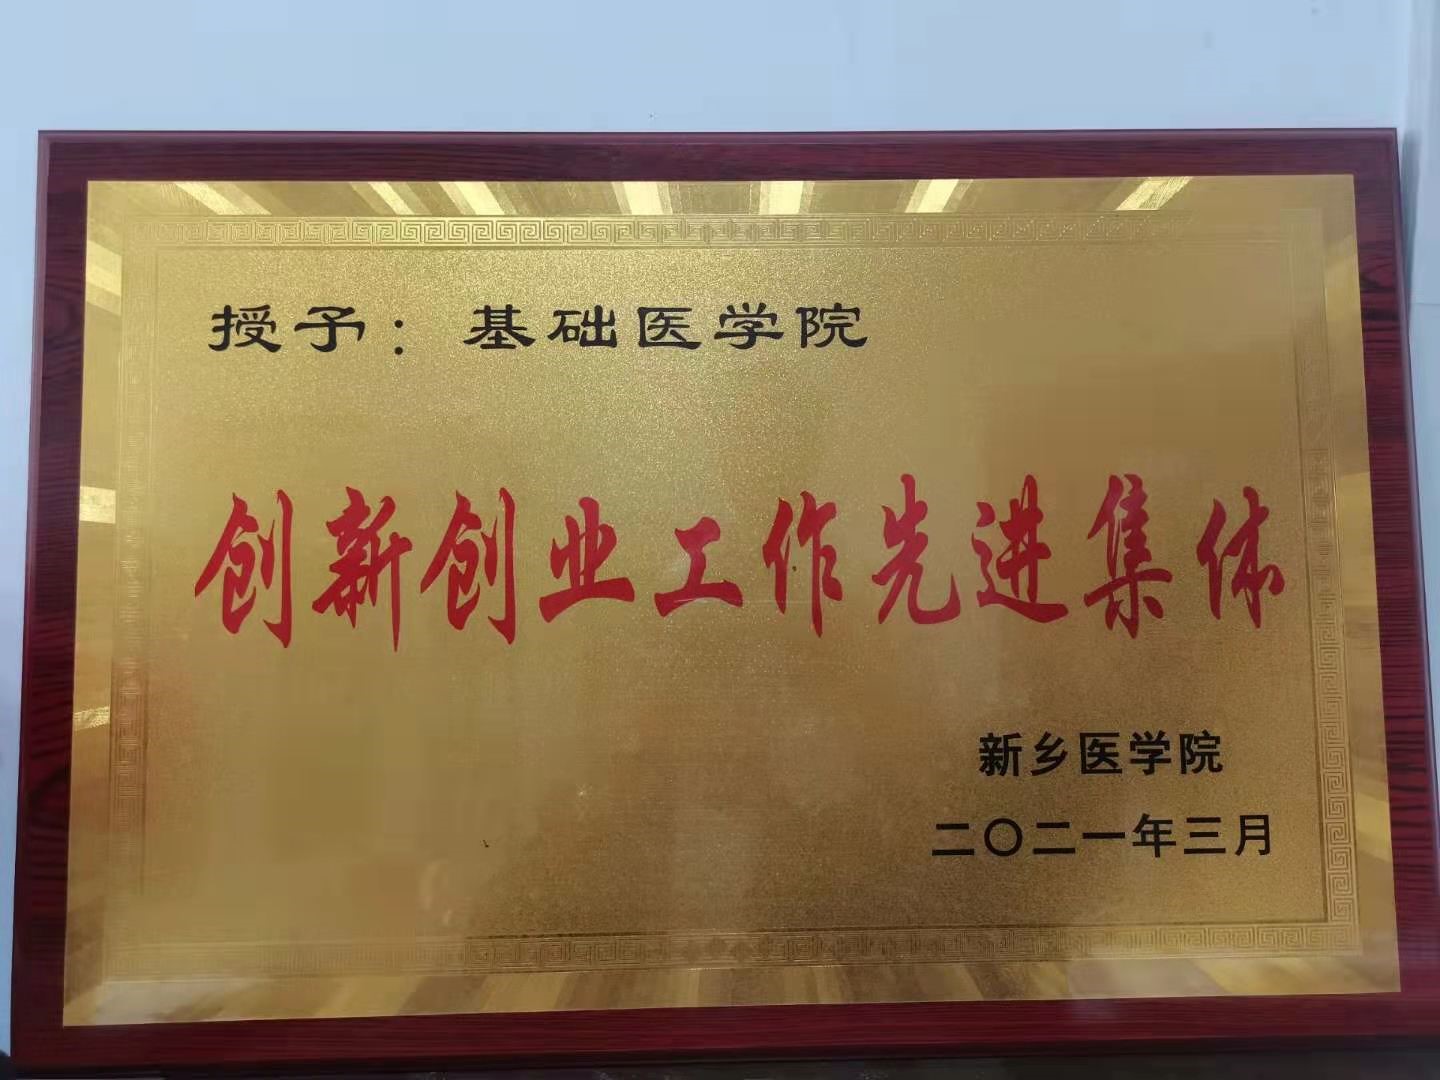 授予：基础医学院
创新创业工作先进集体
新乡医学院
二〇二一年三月